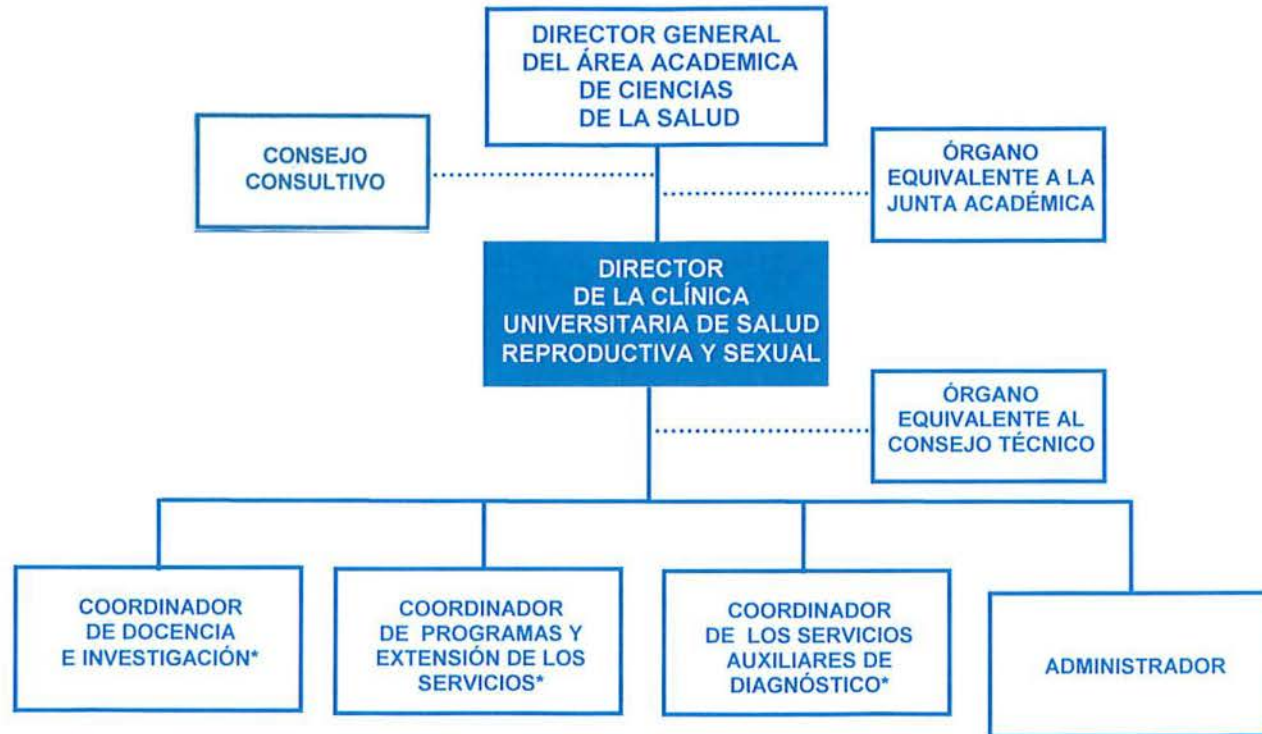 DIRECTOR GENERAL
DEL ÁREA ACADEMICA
DE CIENCIAS
DE LA SALUD
CONSEJO
CONSULTIVO
ÓRGANO
EQUIVALENTE A LA
JUNTA ACADÉMICA
DIRECTOR
DE LA CLÍNICA
UNIVERSITARIA DE SALUD
REPRODUCTIVA Y SEXUAL
ÓRGANO
EQUIVALENTE AL
CONSEJO TÉCNICO
COORDINADOR
DE DOCENCIA
E INVESTIGACIÓN*
COORDINADOR
DE PROGRAMAS Y
EXTENSIÓN DE LOS
SERVICIOS*
COORDINADOR
DE LOS SERVICIOS
AUXILIARES DE
DIAGNÓSTICO*
ADMINISTRADOR